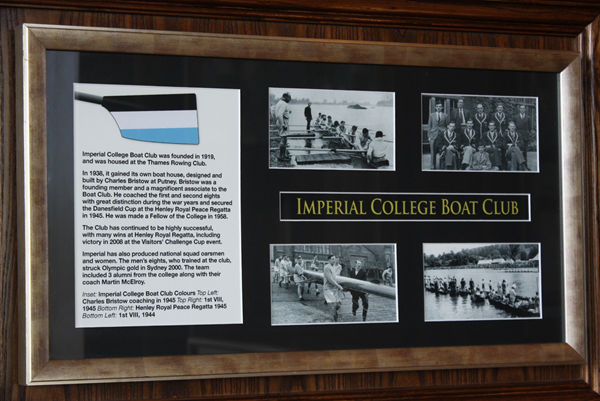 Imperial College Boat Club was founded in 1919,
and was housed at the Thames Rowing Club.
In 1938, it gained its own boat house, designed and
built by Charles Bristow at Putney. Bristow was a
founding member and a magnificent associate to the
Boat Club. He coached the first and second eights
with great distinction during the war years and secured
the Danesfield Cup at the Henley Royal Peace Regatta
in 1945. He was made a Fellow of the College in 1956.
The Club has continued to be highly successful,
with many wins at Henley Royal Regatta, including
victory in 2008 at the Visitors' Challenge Cup event.
Imperial has also produced national squad oarsmen
and women. The men's eights, who trained at the club,
struck Olympic gold in Sydney 2000. The team
included 3 alumni from the college along with their
coach Martin McElroy.
Inset: Imperial College Boat Club Colours Top Left:
Charles Bristow coaching in 1945 Top Right: 1st VIII,
1945 Bottom Right: Henley Royal Peace Regatta 1945
Bottom Left: 1st VIII, 1944
IMPERIAL COLLEGE BOAT CLUB